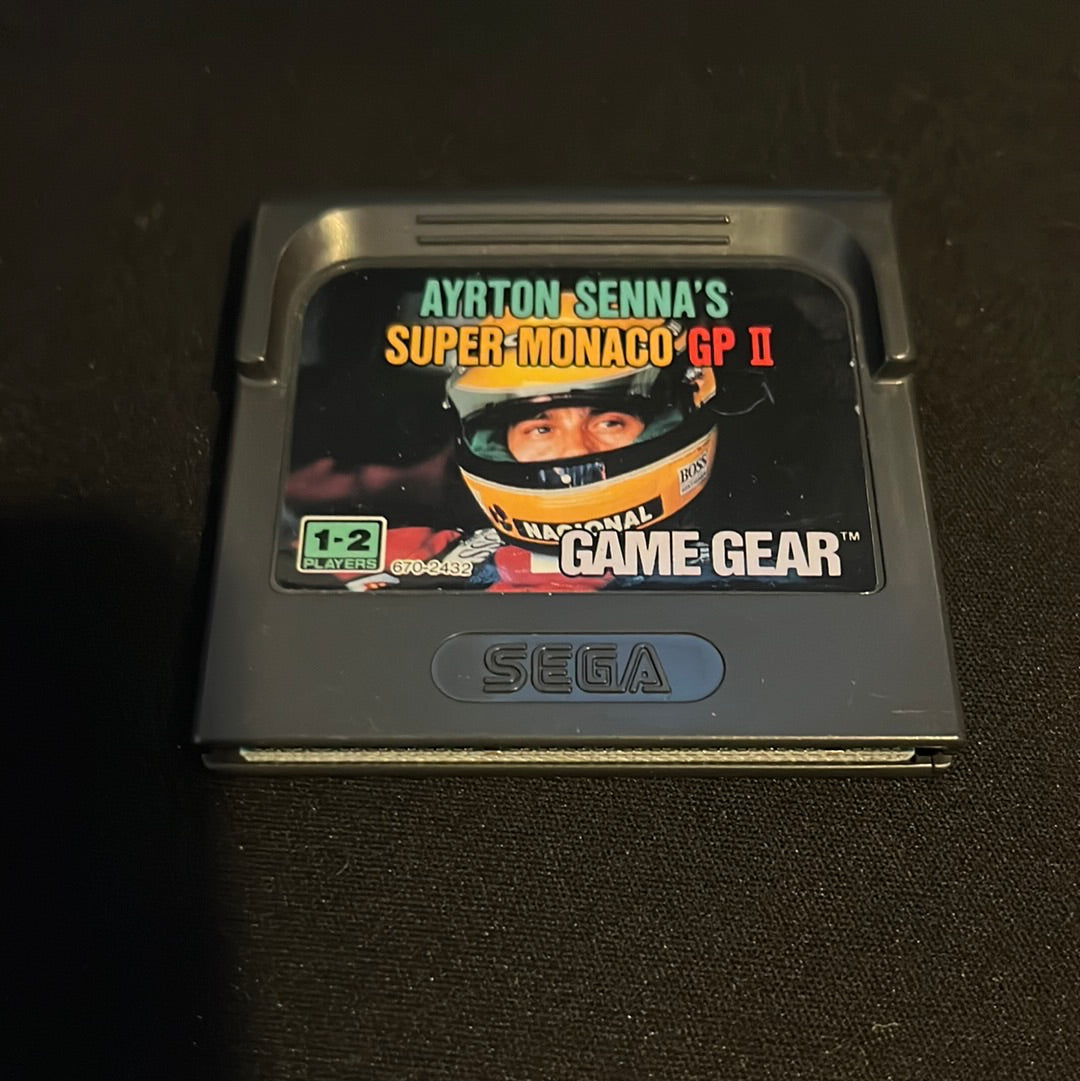 AYRTON SENNA'S
SUPER MONACO GP II
BOSS
NACIONAL
1-2
PLAYERS
670-2432
GAME GEAR™
SEGA